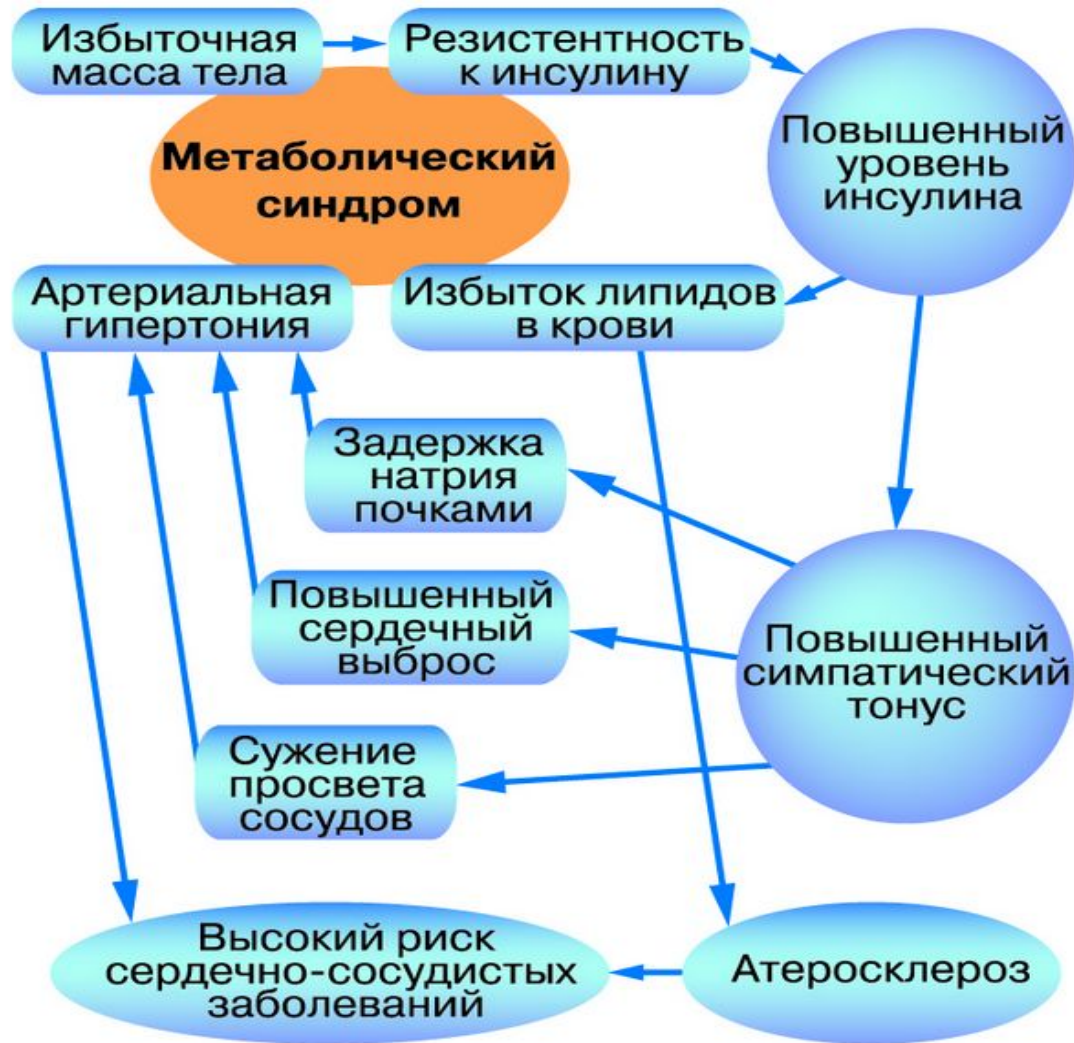 Избыточная
масса тела
Резистентность
к инсулину
Повышенный
уровень
инсулина
Метаболический
синдром
Артериальная
гипертония
Избыток липидов
в крови
Задержка
натрия
почками
Повышенный
сердечный
выброс
Повышенный
симпатический
тонус
Сужение
просвета
сосудов
Высокий риск
сердечно-сосудистых
заболеваний
Атеросклероз